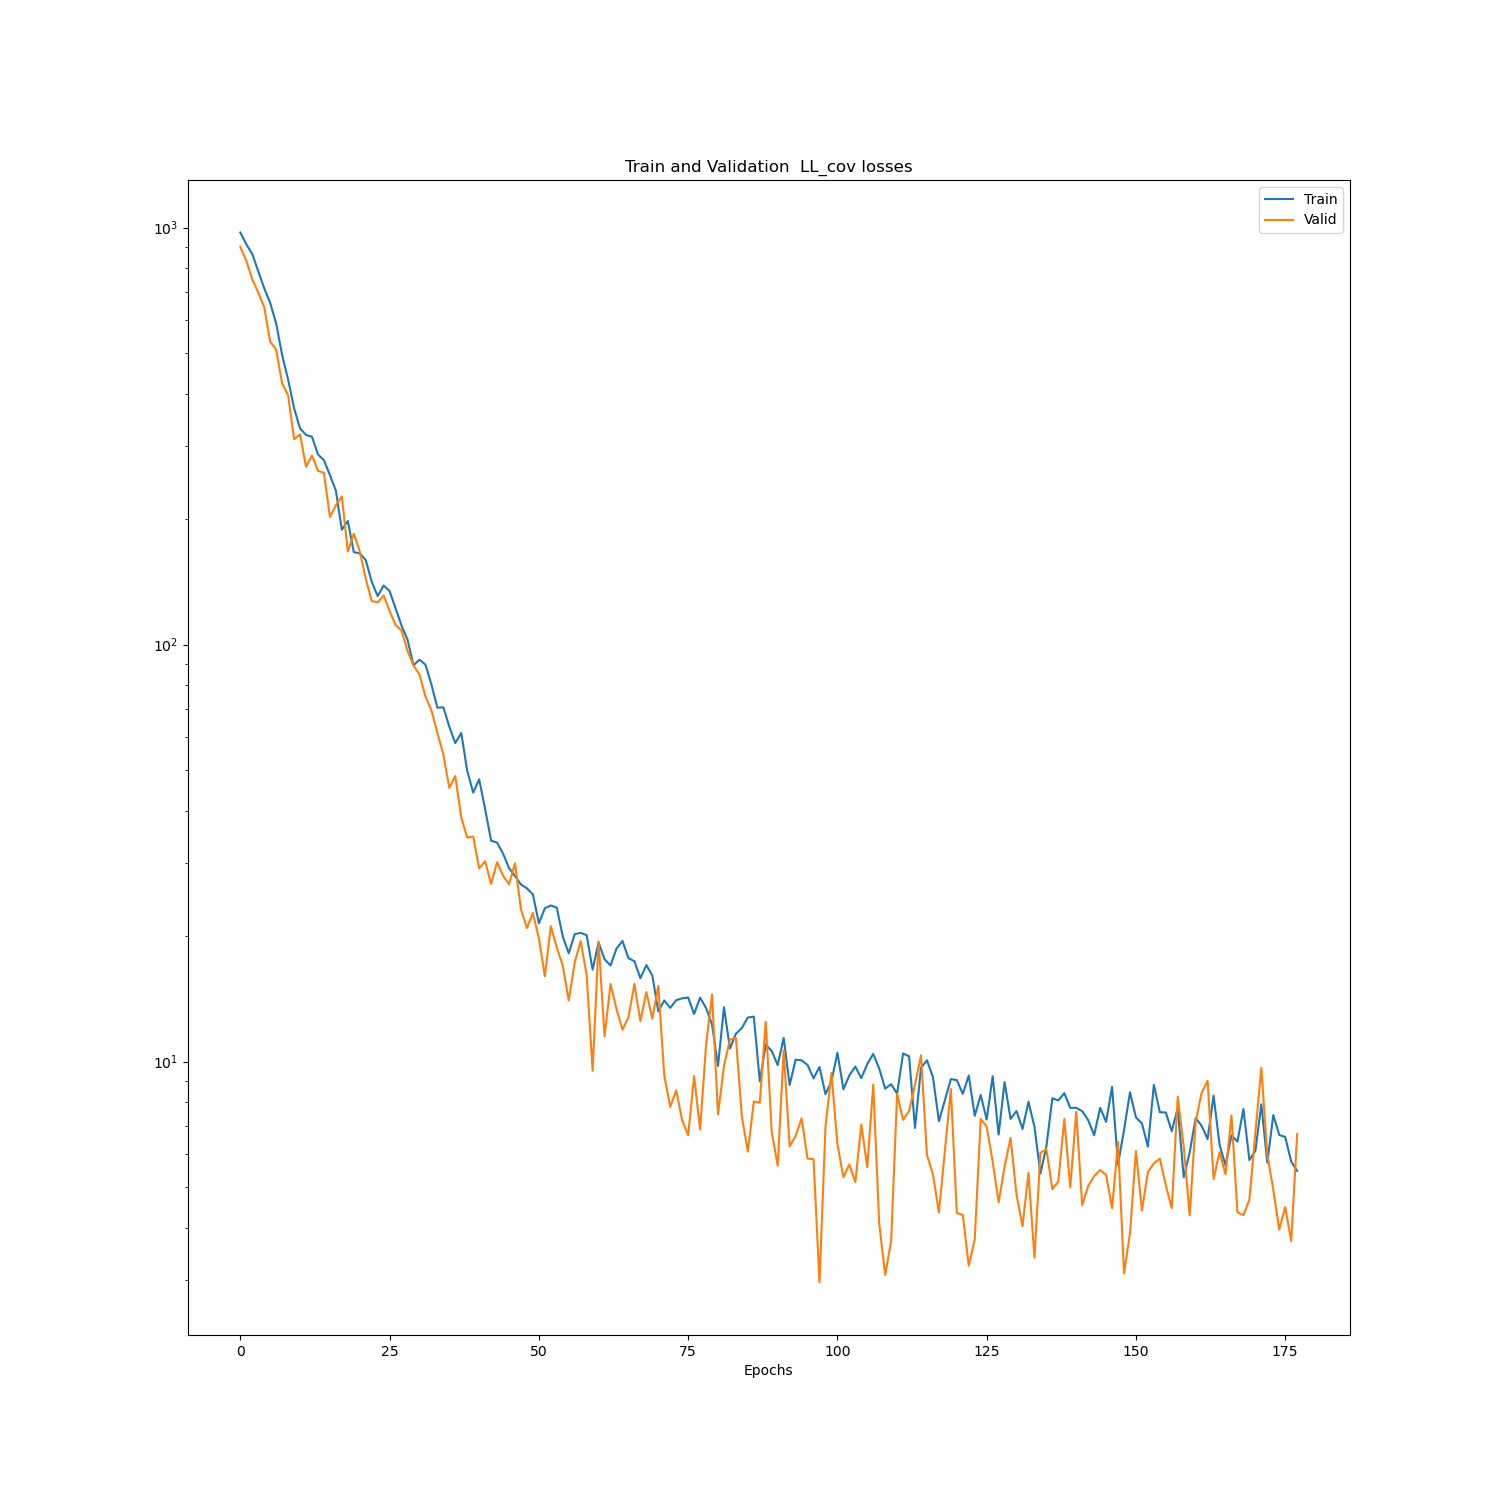 Train and Validation  LL_cov losses
Train
Valid
10³
10²
10¹
0 25 50 75 100 125 150 175
Epochs